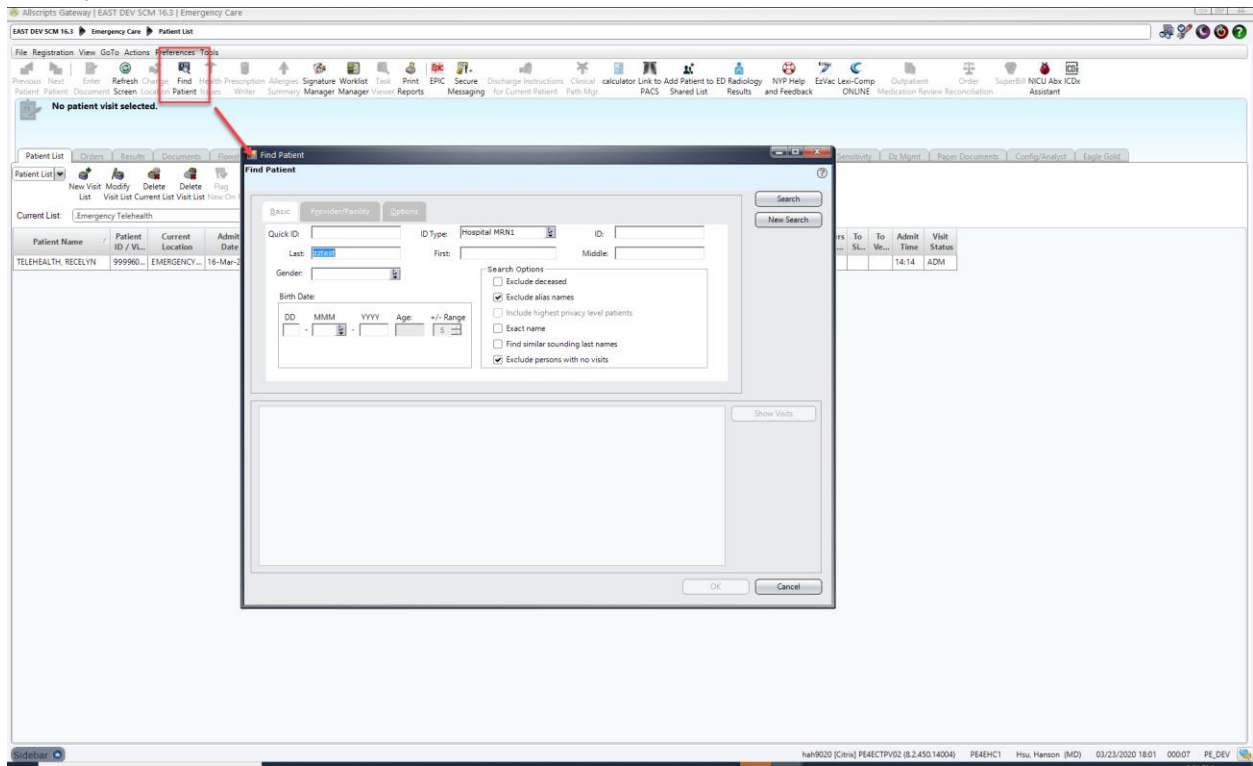 Allscripts Gateway | EAST DEV SCM 16.3 | Emergency Care
EAST DEV SCM 16.3 Emergency Care Patient List
File Registration View GoTo Actions Preferences Tools
Previous Patient
Next Patient
Enter Document
Refresh Screen
Change Location
Find Patient
Health Issues
Prescription Writer
Allergies Summary
Signature Manager
Worklist Manager
Task Viewer
Print Reports
EPIC
Secure Messaging
Discharge Instructions for Current Patient
Clinical Path Mgr.
calculator
Link to PACS
Add Patient to Shared List
ED Radiology Results
NYP Help and Feedback
EzVac
Lexi-Comp ONLINE
Outpatient Medication Review
Order Reconciliation
SuperBill
NICU Abx Assistant
ICDx
No patient visit selected.
Patient List Orders Results Documents
Sensitivity Dz Mgmt Paper Documents Config/Analyst Eagle Gold
Patient List
New Visit List
Modify Visit List
Delete Current List
Delete Visit List
Flag New On
Current List: .Emergency Telehealth
Patient Name
Patient ID / Vi...
Current Location
Admit Date
To Si...
To Ve...
Admit Time
Visit Status
TELEHEALTH, RECELYN 999960... EMERGENCY... 16-Mar-2
14:14 ADM
Find Patient
Find Patient
Search
New Search
Basic Provider/Facility Options
Quick ID: ID Type: Hospital MRN1 ID:
Last: First: Middle:
Gender:
Search Options
Exclude deceased
Exclude alias names
Include highest privacy level patients
Exact name
Find similar sounding last names
Exclude persons with no visits
Birth Date:
DD MMM YYYY Age: +/- Range
- - 5
Show Visits
OK Cancel
Sidebar
hah9020 [Citrix] PE4ECTPV02 (8.2.450.14004) PE4EHC1 Hsu, Hanson (MD) 03/23/2020 18:01 000:07 PE_DEV